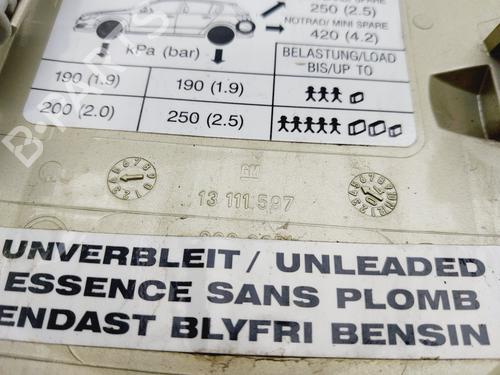 250 (2.5)
NOTRAD/ MINI SPARE
420 (4.2)
kPa (bar)
BELASTUNG/LOAD
BIS/UP TO
190 (1.9) 190 (1.9)
200 (2.0) 250 (2.5)
GM
13 111 597
UNVERBLEIT / UNLEADED
ESSENCE SANS PLOMB
ENDAST BLYFRI BENSIN
B-PARTS